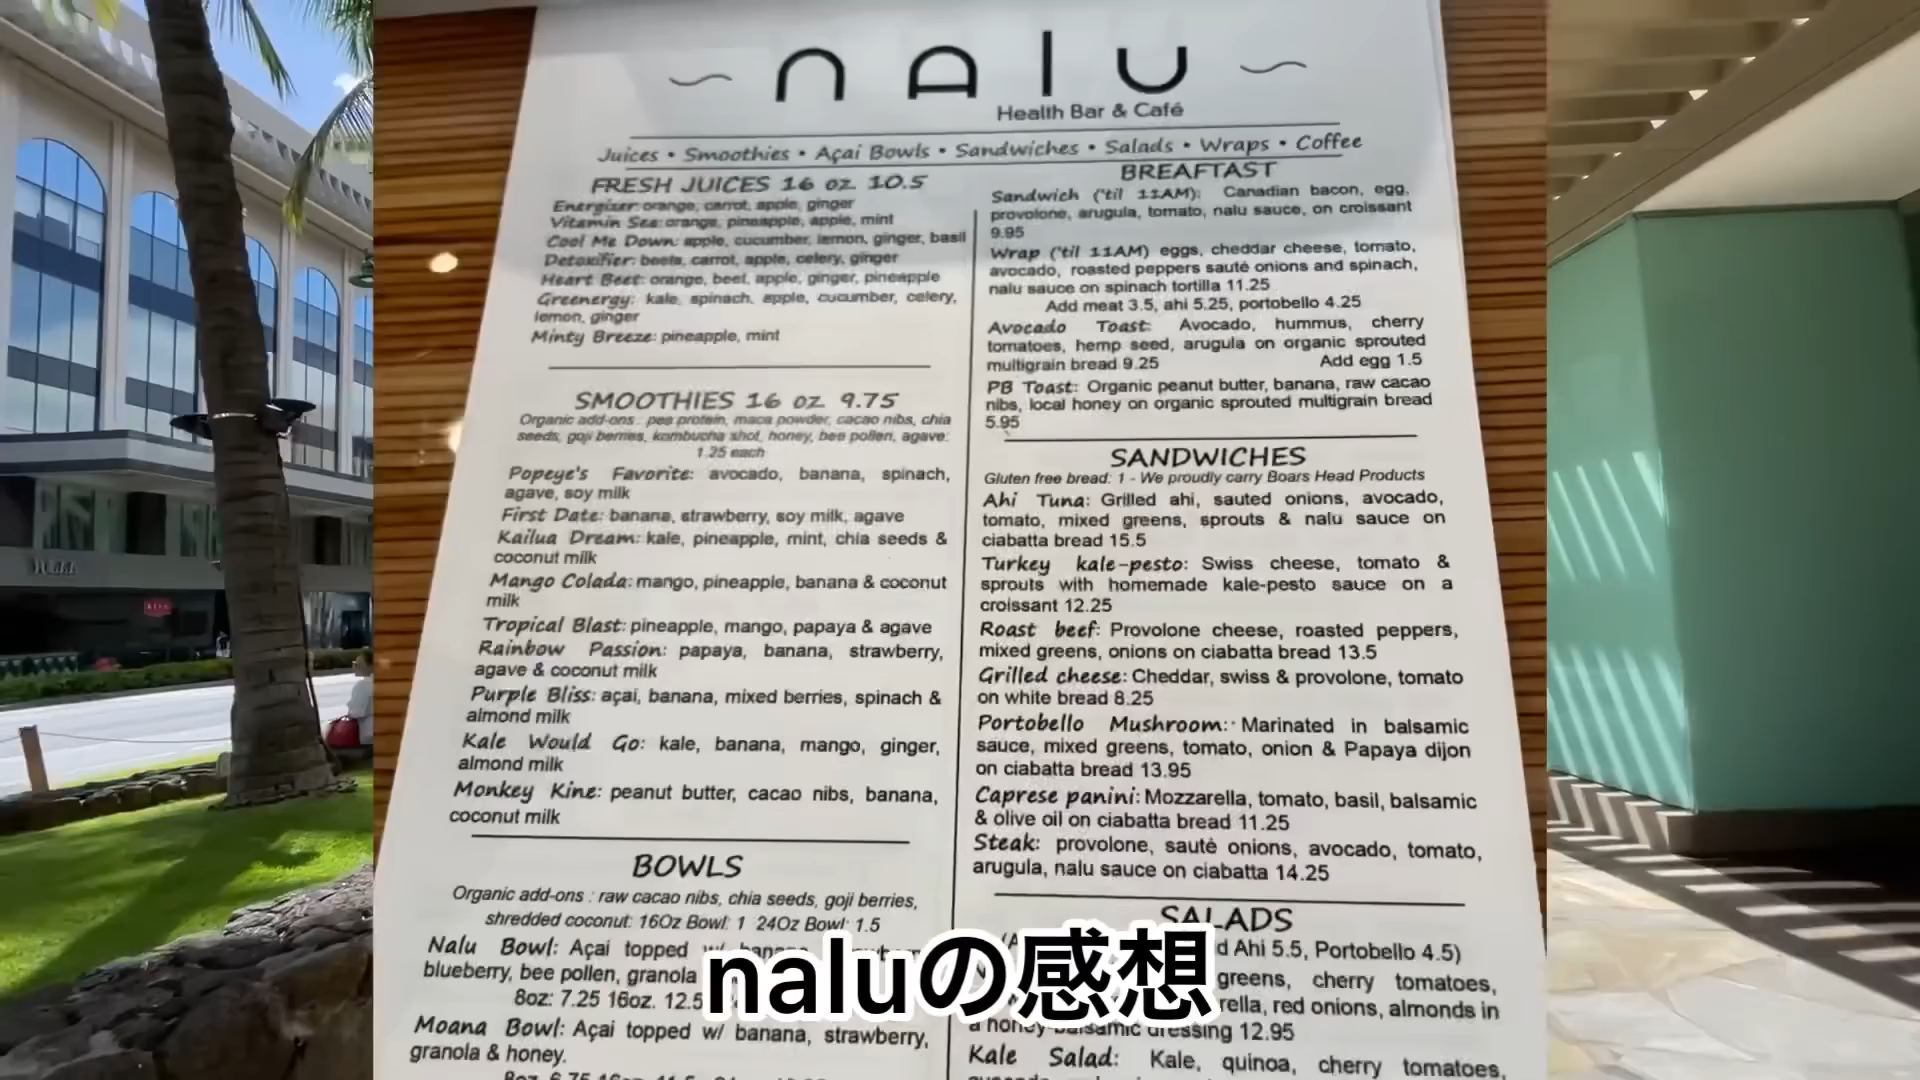 nalu
Health Bar & Café
Juices • Smoothies • Açai Bowls • Sandwiches • Salads • Wraps • Coffee
FRESH JUICES 16 oz 10.5
Energizer: orange, carrot, apple, ginger
Vitamin Sea: orange, pineapple, apple, mint
Cool Me Down: apple, cucumber, lemon, ginger, basil
Detoxifier: beets, carrot, apple, celery, ginger
Heart Beet: orange, beet, apple, ginger, pineapple
Greenergy: kale, spinach, apple, cucumber, celery,
lemon, ginger
Minty Breeze: pineapple, mint
SMOOTHIES 16 oz 9.75
Organic add-ons : pea protein, maca powder, cacao nibs, chia
seeds, goji berries, kombucha shot, honey, bee pollen, agave:
1.25 each
Popeye's Favorite: avocado, banana, spinach,
agave, soy milk
First Date: banana, strawberry, soy milk, agave
Kailua Dream: kale, pineapple, mint, chia seeds &
coconut milk
Mango Colada: mango, pineapple, banana & coconut
milk
Tropical Blast: pineapple, mango, papaya & agave
Rainbow Passion: papaya, banana, strawberry,
agave & coconut milk
Purple Bliss: açai, banana, mixed berries, spinach &
almond milk
Kale Would Go: kale, banana, mango, ginger,
almond milk
Monkey Kine: peanut butter, cacao nibs, banana,
coconut milk
BOWLS
Organic add-ons : raw cacao nibs, chia seeds, goji berries,
shredded coconut: 16Oz Bowl: 1 24Oz Bowl: 1.5
Nalu Bowl: Açai topped w/
blueberry, bee pollen, granola
8oz: 7.25 16oz. 12.5
Moana Bowl: Açai topped w/ banana, strawberry,
granola & honey.
BREAFTAST
Sandwich ('til 11AM): Canadian bacon, egg,
provolone, arugula, tomato, nalu sauce, on croissant
9.95
Wrap ('til 11AM) eggs, cheddar cheese, tomato,
avocado, roasted peppers sauté onions and spinach,
nalu sauce on spinach tortilla 11.25
Add meat 3.5, ahi 5.25, portobello 4.25
Avocado Toast: Avocado, hummus, cherry
tomatoes, hemp seed, arugula on organic sprouted
multigrain bread 9.25 Add egg 1.5
PB Toast: Organic peanut butter, banana, raw cacao
nibs, local honey on organic sprouted multigrain bread
5.95
SANDWICHES
Gluten free bread: 1 - We proudly carry Boars Head Products
Ahi Tuna: Grilled ahi, sauted onions, avocado,
tomato, mixed greens, sprouts & nalu sauce on
ciabatta bread 15.5
Turkey kale-pesto: Swiss cheese, tomato &
sprouts with homemade kale-pesto sauce on a
croissant 12.25
Roast beef: Provolone cheese, roasted peppers,
mixed greens, onions on ciabatta bread 13.5
Grilled cheese: Cheddar, swiss & provolone, tomato
on white bread 8.25
Portobello Mushroom: Marinated in balsamic
sauce, mixed greens, tomato, onion & Papaya dijon
on ciabatta bread 13.95
Caprese panini: Mozzarella, tomato, basil, balsamic
& olive oil on ciabatta bread 11.25
Steak: provolone, sauté onions, avocado, tomato,
arugula, nalu sauce on ciabatta 14.25
SALADS
Ahi 5.5, Portobello 4.5)
greens, cherry tomatoes,
red onions, almonds in
a honey balsamic dressing 12.95
Kale Salad: Kale, quinoa, cherry tomatoes,
naluの感想